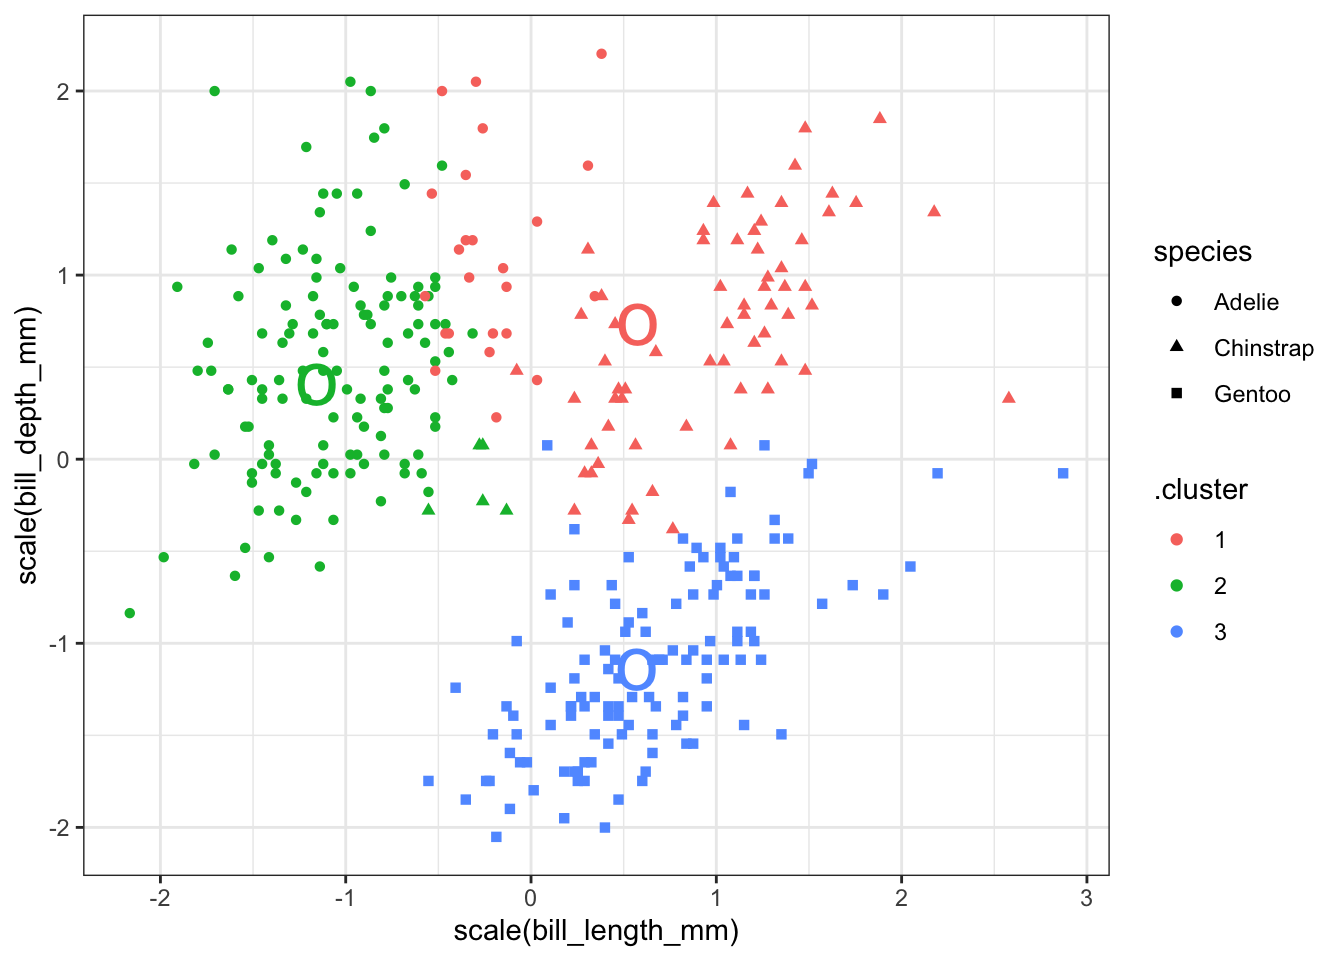 2
1
0
-1
-2
scale(bill_depth_mm)
-2
-1
0
1
2
3
scale(bill_length_mm)
O
O
O
species
Adelie
Chinstrap
Gentoo
.cluster
1
2
3